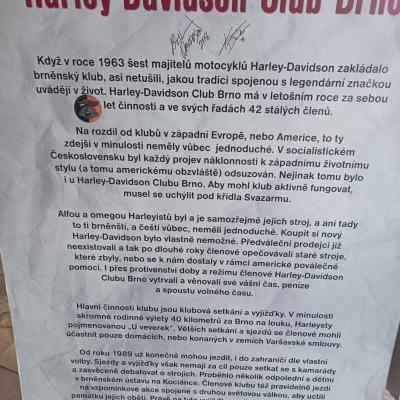 Harley-Davidson Club Brno
Když v roce 1963 šest majitelů motocyklů Harley-Davidson zakládalo
brněnský klub, asi netušili, jakou tradici spojenou s legendární značkou
uvádějí v život. Harley-Davidson Club Brno má v letošním roce za sebou
let činnosti a ve svých řadách 42 stálých členů.
Na rozdíl od klubů v západní Evropě, nebo Americe, to ty
zdejší v minulosti neměly vůbec jednoduché. V socialistickém
Československu byl každý projev náklonnosti k západnímu životnímu
stylu (a tomu americkému obzvláště) odsuzován. Nejinak tomu bylo
i u Harley-Davidson Clubu Brno. Aby mohl klub aktivně fungovat,
musel se uchýlit pod křídla Svazarmu.
Alfou a omegou Harleyistů byl a je samozřejmě jejich stroj, a ani tady
to ti brněnští, a čeští vůbec, neměli jednoduché. Koupit si nový
Harley-Davidson bylo vlastně nemožné. Předváleční prodejci již
neexistovali a tak po dlouhé roky členové opečovávali staré stroje,
které zbyly, nebo se k nám dostaly v rámci americké poválečné
pomoci. I přes protivenství doby a režimu členové Harley-Davidson
Clubu Brno vytrvali a věnovali své vášni čas, peníze
a spoustu volného času.
Hlavní činností klubu jsou klubová setkání a vyjížďky. V minulosti
skromné rodinné výlety 40 kilometrů za Brno na louku, Harleysty
pojmenovanou „U veverek". Větších setkání a sjezdů se členové mohli
účastnit pouze domácích, nebo konaných v zemích Varšavské smlouvy.
Od roku 1989 už konečně mohou jezdit, i do zahraničí dle vlastní
volby. Sjezdy a vyjížďky však nemají za cíl pouze setkat se s kamarády
a zasvěceně debatovat o strojích. Proběhlo několik odpolední s dětmi
v brněnském ústavu na Kociánce. Členové klubu též pravidelně jezdí
na vzpomínkové akce spojené s druhou světovou válkou, aby uctili
památku jejích obětí. Právě na